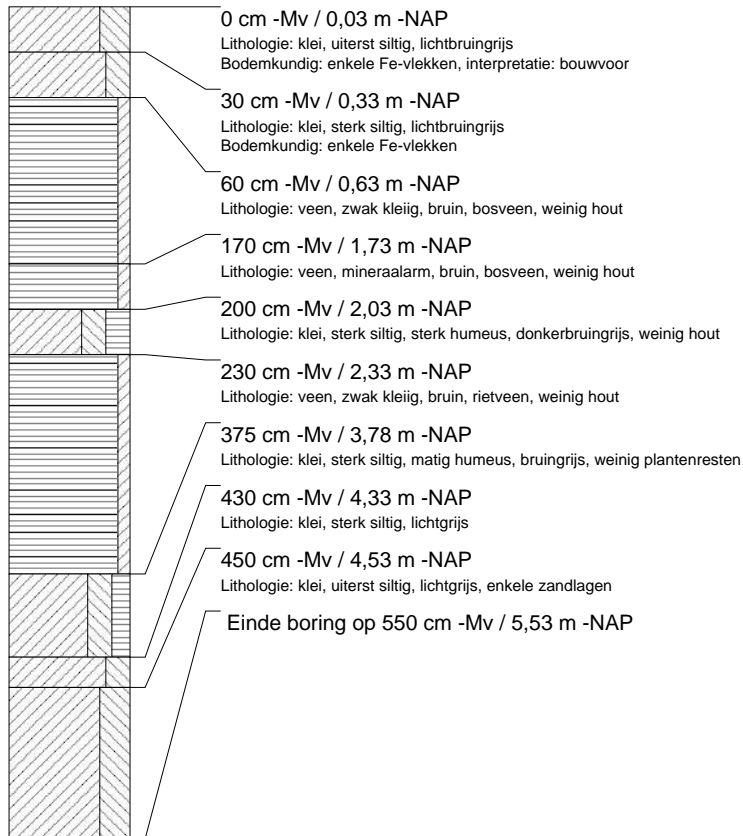 0 cm -Mv / 0,03 m -NAP
Lithologie: klei, uiterst siltig, lichtbruingrijs
Bodemkundig: enkele Fe-vlekken, interpretatie: bouwvoor
30 cm -Mv / 0,33 m -NAP
Lithologie: klei, sterk siltig, lichtbruingrijs
Bodemkundig: enkele Fe-vlekken
60 cm -Mv / 0,63 m -NAP
Lithologie: veen, zwak kleiig, bruin, bosveen, weinig hout
170 cm -Mv / 1,73 m -NAP
Lithologie: veen, mineraalarm, bruin, bosveen, weinig hout
200 cm -Mv / 2,03 m -NAP
Lithologie: klei, sterk siltig, sterk humeus, donkerbruingrijs, weinig hout
230 cm -Mv / 2,33 m -NAP
Lithologie: veen, zwak kleiig, bruin, rietveen, weinig hout
375 cm -Mv / 3,78 m -NAP
Lithologie: klei, sterk siltig, matig humeus, bruingrijs, weinig plantenresten
430 cm -Mv / 4,33 m -NAP
Lithologie: klei, sterk siltig, lichtgrijs
450 cm -Mv / 4,53 m -NAP
Lithologie: klei, uiterst siltig, lichtgrijs, enkele zandlagen
Einde boring op 550 cm -Mv / 5,53 m -NAP